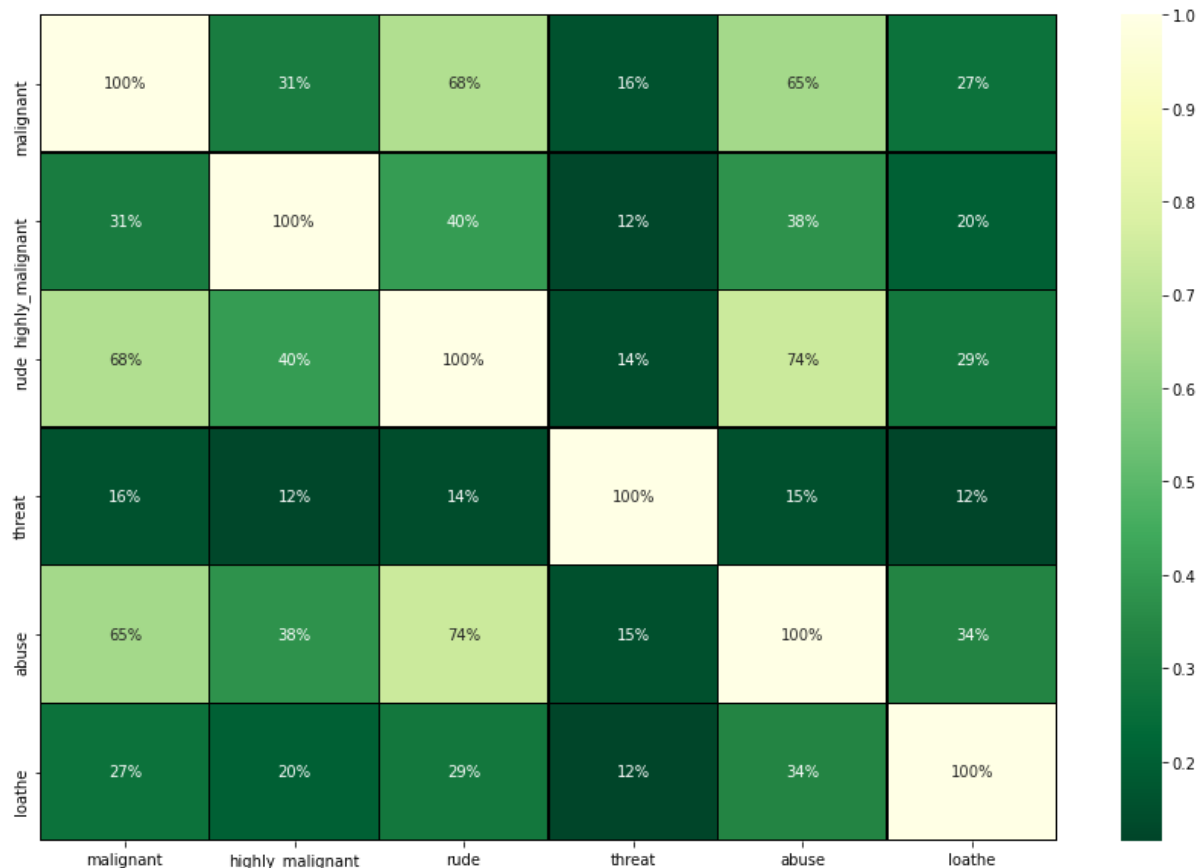 malignant 100% 31% 68% 16% 65% 27%
highly_malignant 31% 100% 40% 12% 38% 20%
rude 68% 40% 100% 14% 74% 29%
threat 16% 12% 14% 100% 15% 12%
abuse 65% 38% 74% 15% 100% 34%
loathe 27% 20% 29% 12% 34% 100%
malignant highly_malignant rude threat abuse loathe
1.0
0.9
0.8
0.7
0.6
0.5
0.4
0.3
0.2